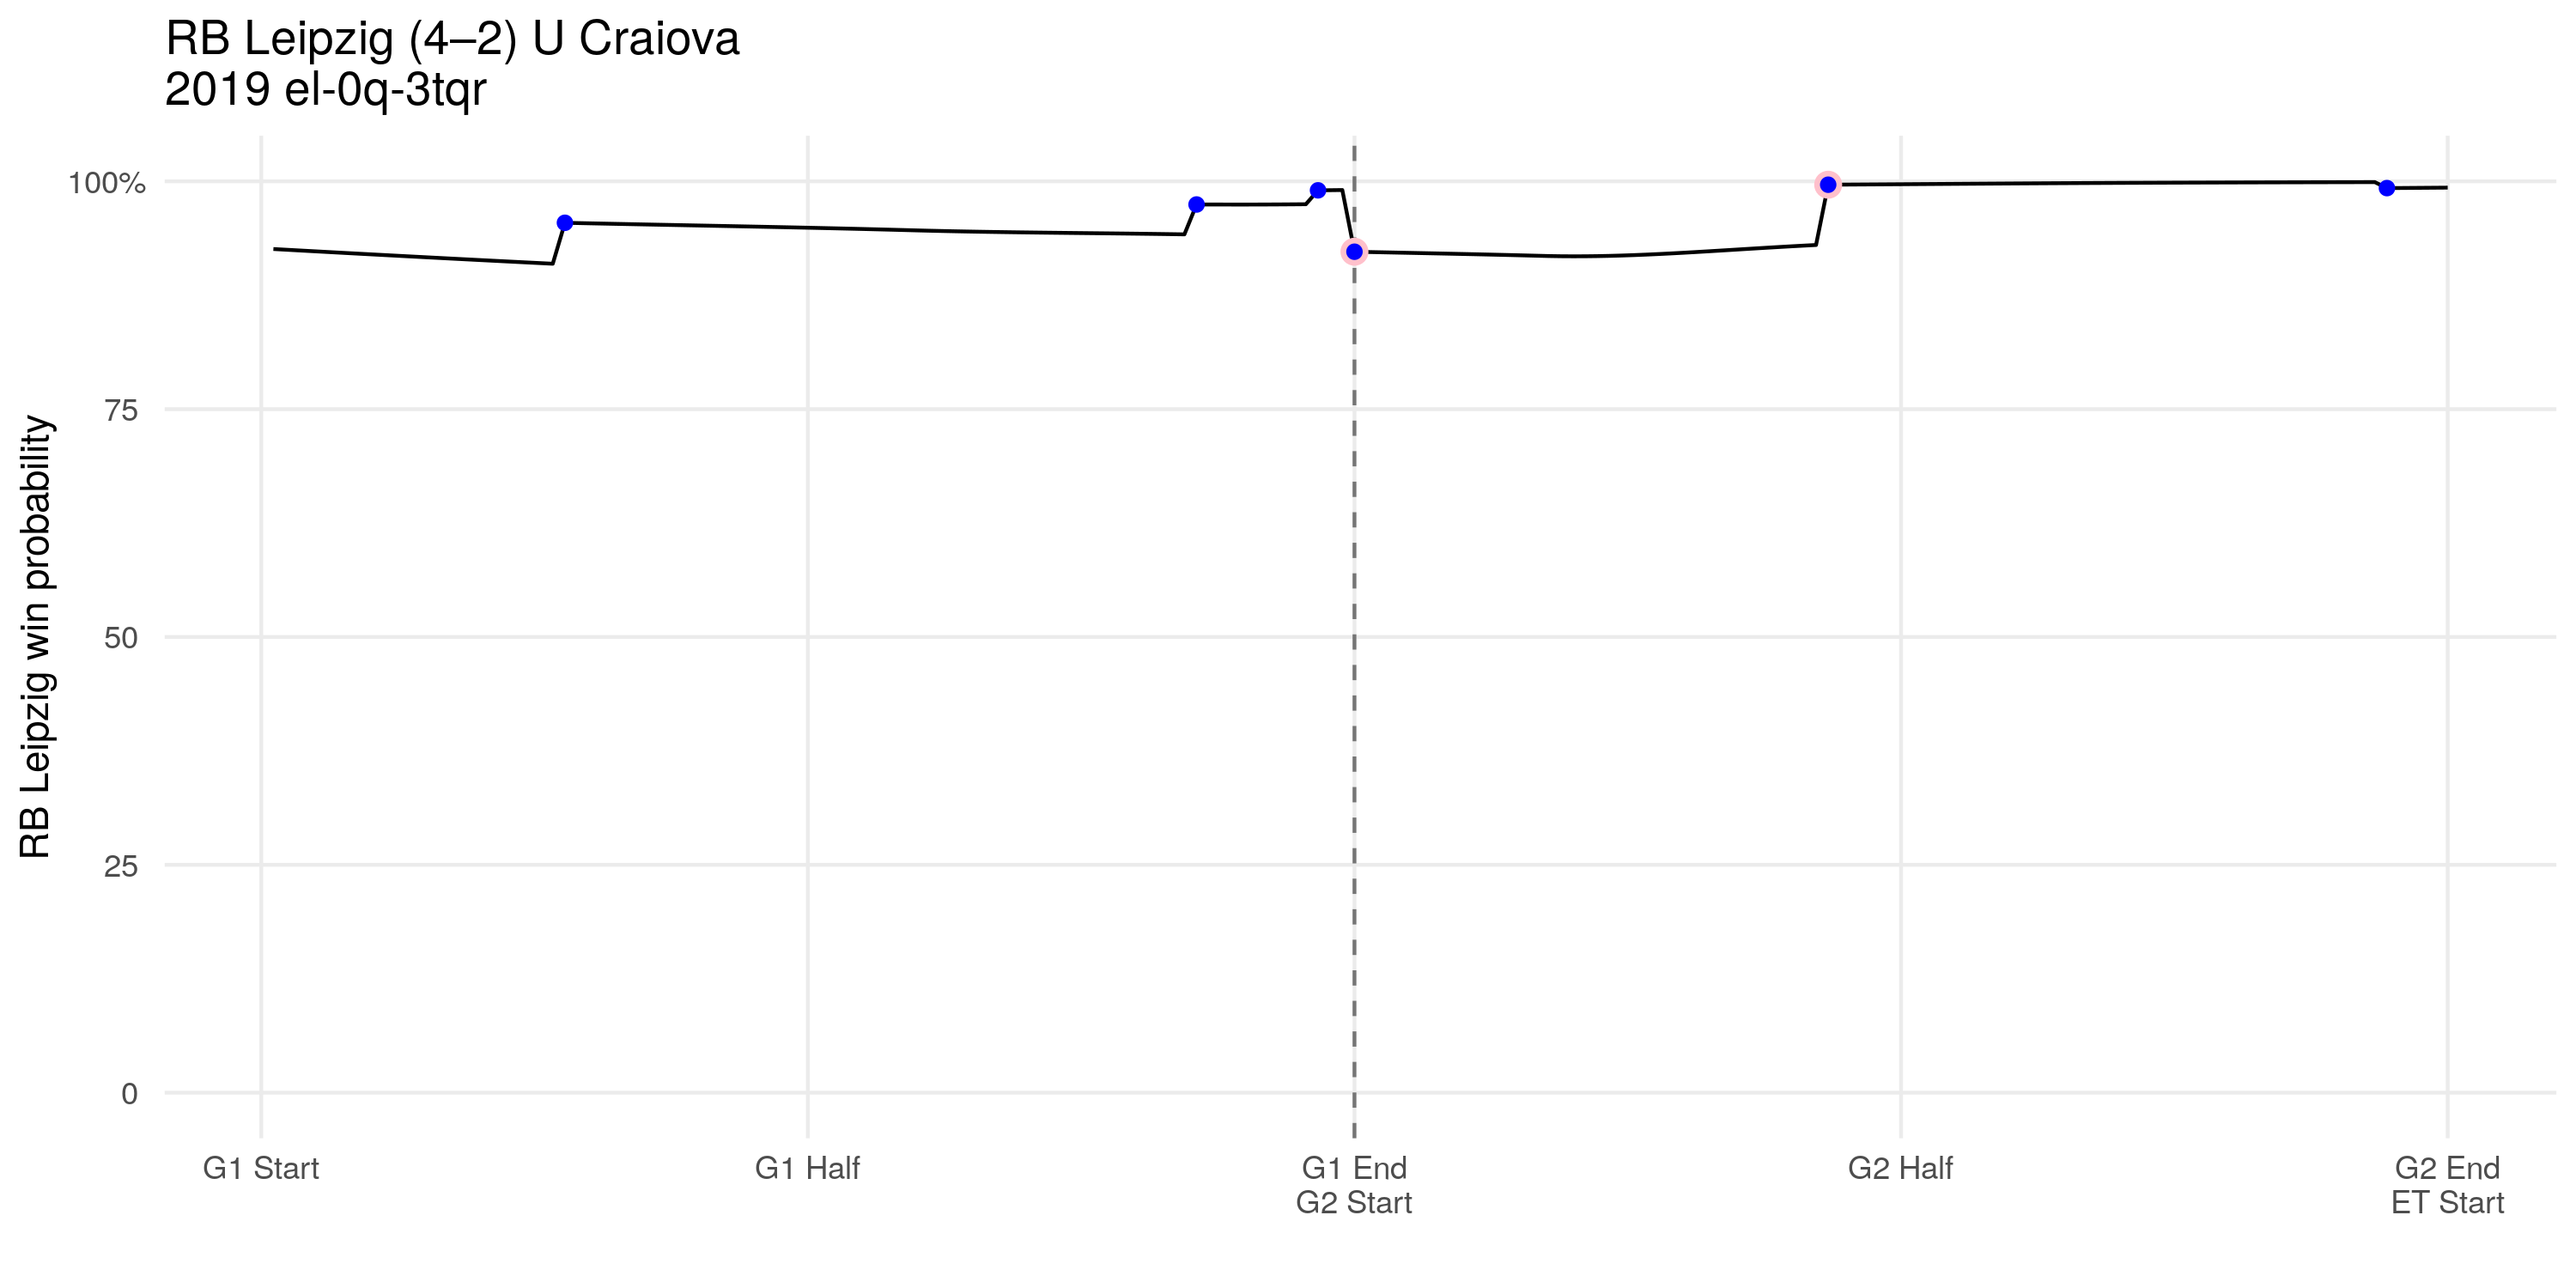 RB Leipzig (4–2) U Craiova
2019 el-0q-3tqr
RB Leipzig win probability
100%
75
50
25
0
G1 Start
G1 Half
G1 End
G2 Start
G2 Half
G2 End
ET Start